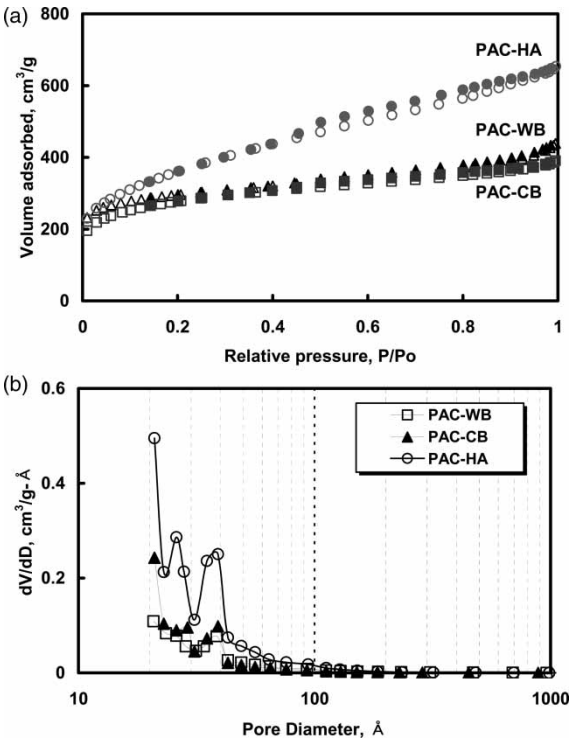 (a)
800
600
400
200
0
Volume adsorbed, cm³/g
PAC-HA
PAC-WB
PAC-CB
0 0.2 0.4 0.6 0.8 1
Relative pressure, P/Po
(b)
0.6
0.4
0.2
0
dV/dD, cm³/g-Å
PAC-WB
PAC-CB
PAC-HA
10 100 1000
Pore Diameter, Å